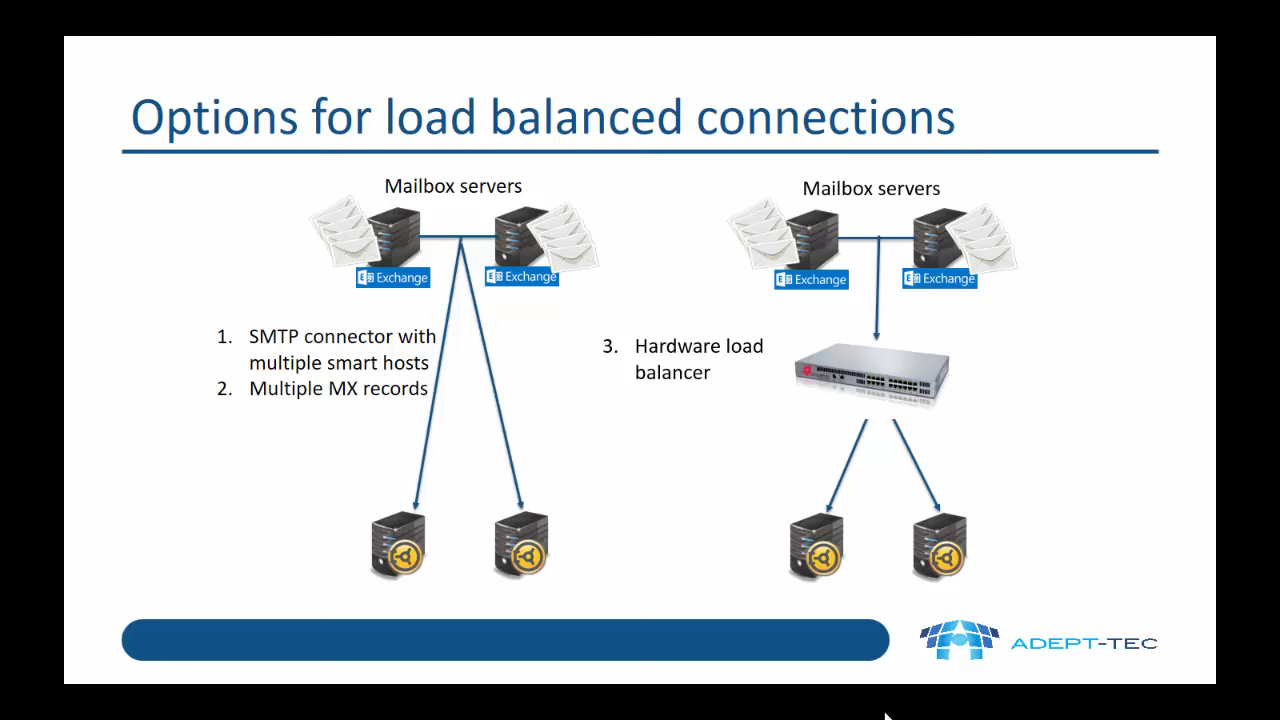 Options for load balanced connections
Mailbox servers
Exchange
Exchange
1. SMTP connector with
multiple smart hosts
2. Multiple MX records
Mailbox servers
Exchange
Exchange
3. Hardware load
balancer
ADEPT-TEC